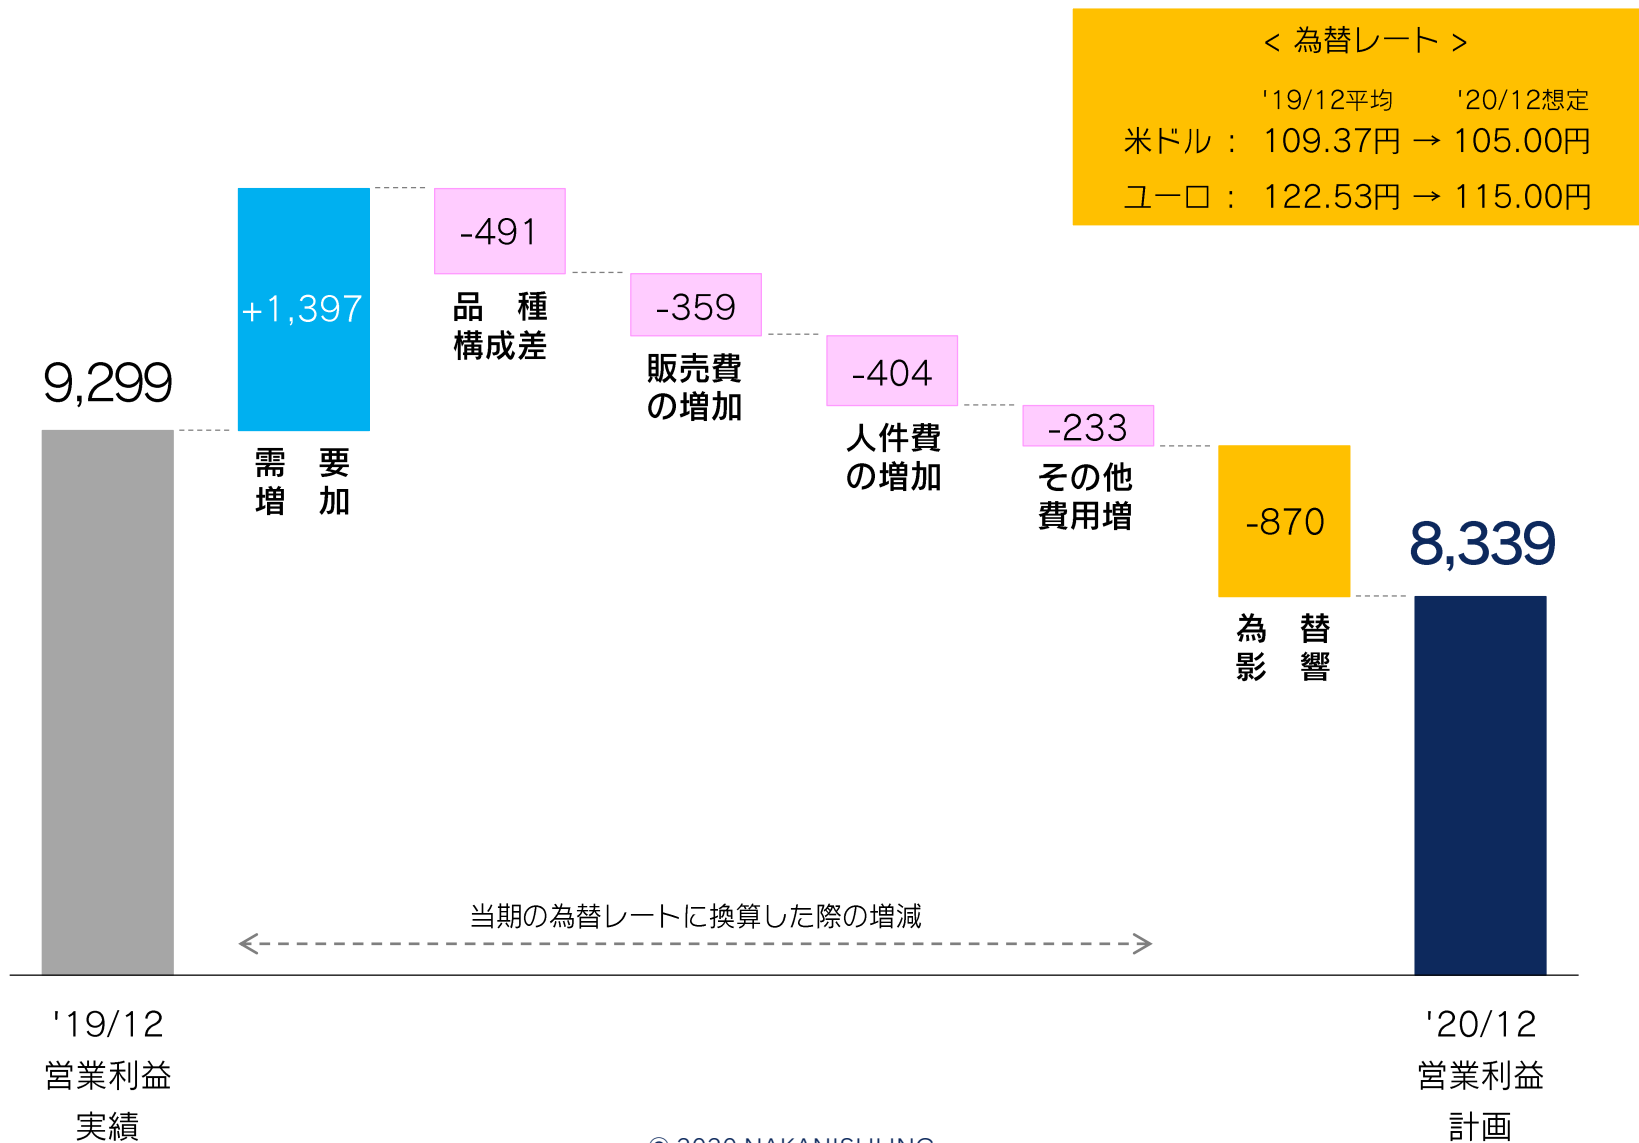 < 為替レート >
'19/12平均 '20/12想定
米ドル : 109.37円 → 105.00円
ユーロ : 122.53円 → 115.00円
9,299
+1,397
需 要
増 加
-491
品 種
構成差
-359
販売費
の増加
-404
人件費
の増加
-233
その他
費用増
-870
為 替
影 響
8,339
当期の為替レートに換算した際の増減
'19/12
営業利益
実績
'20/12
営業利益
計画
© 2020 NAKANISHI INC